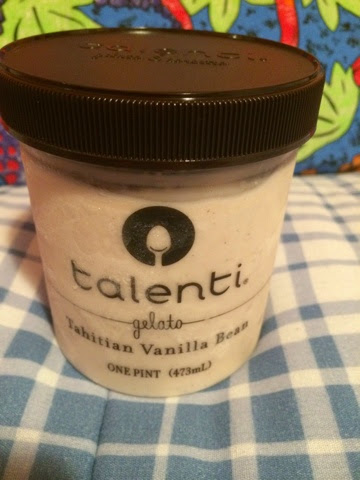 talenti®
gelato
Tahitian Vanilla Bean
ONE PINT (473mL)